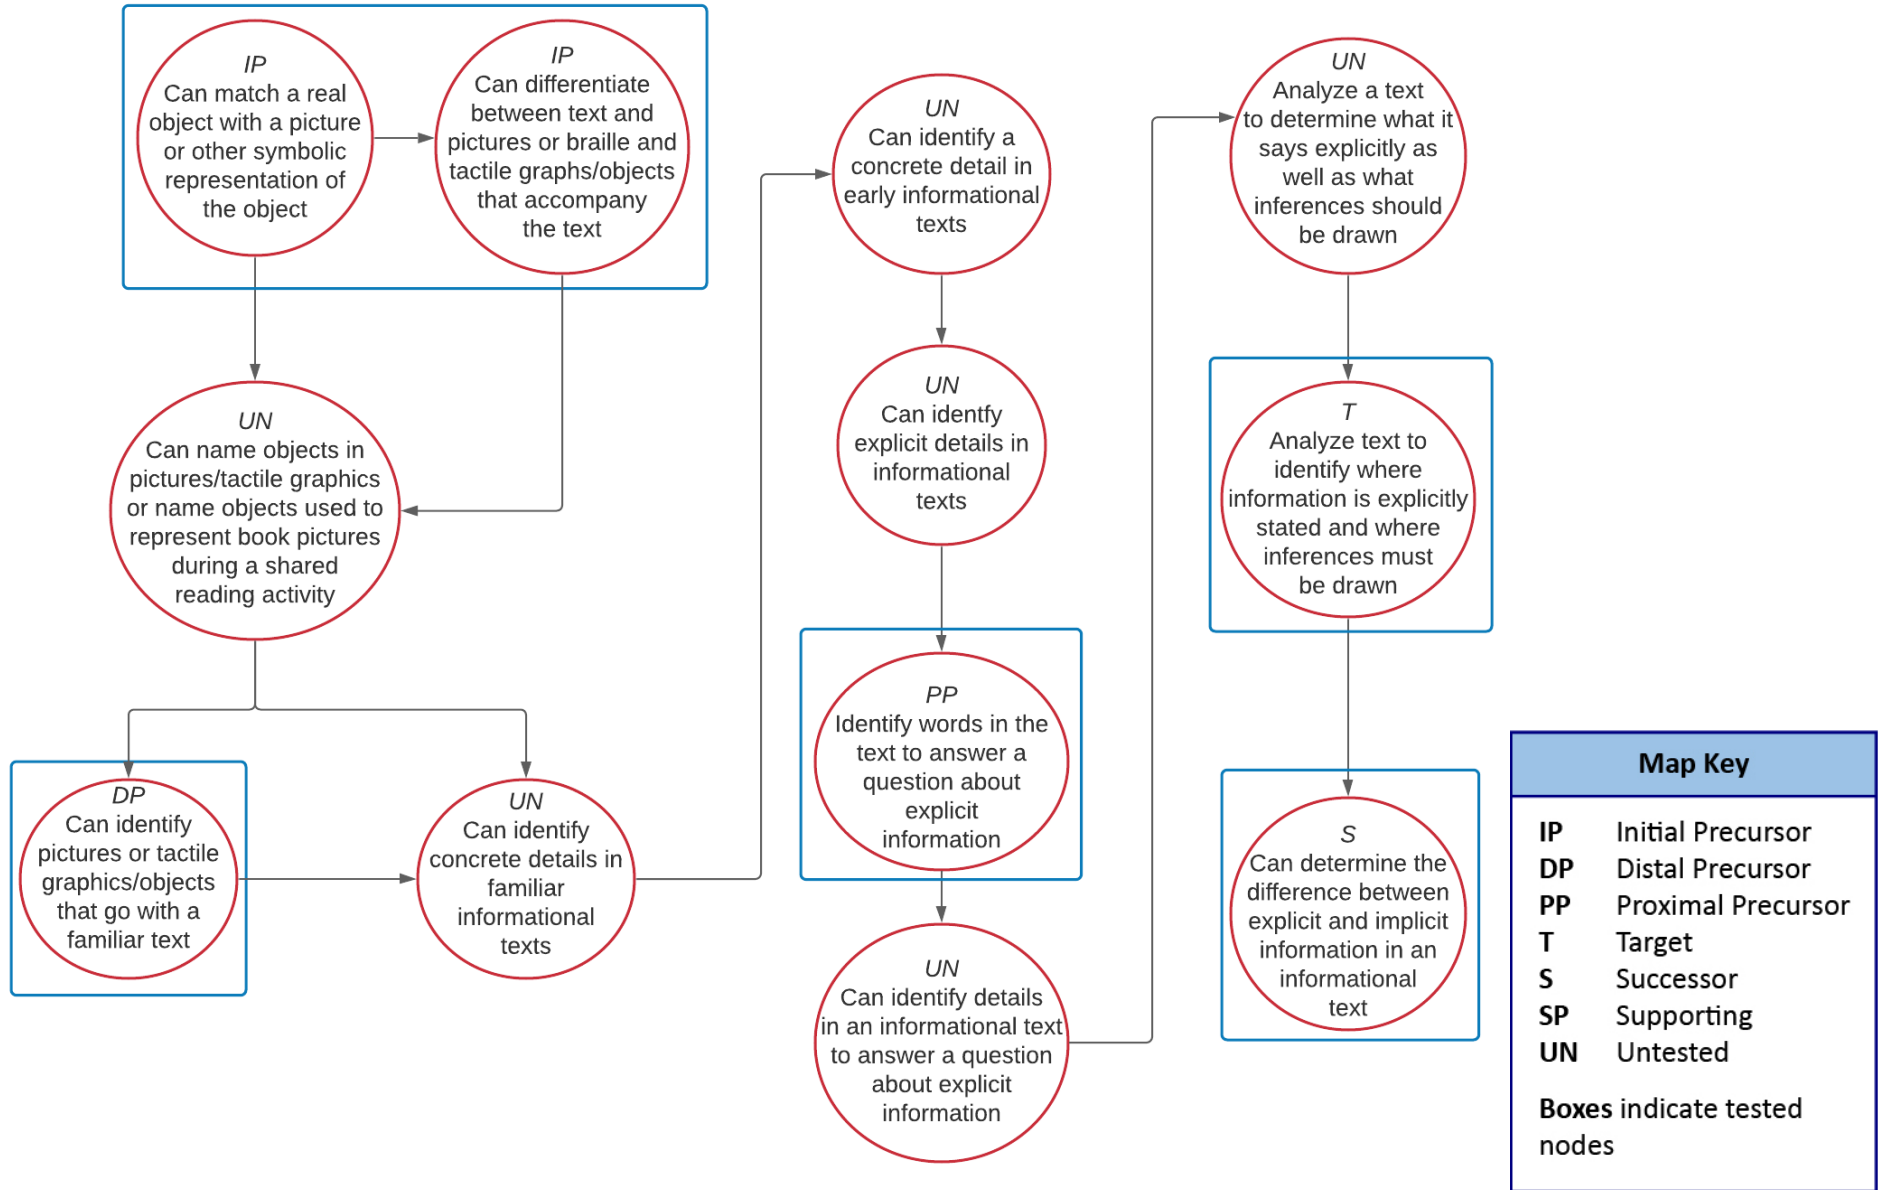 IP
Can match a real
object with a picture
or other symbolic
representation of
the object
IP
Can differentiate
between text and
pictures or braille and
tactile graphs/objects
that accompany
the text
UN
Can name objects in
pictures/tactile graphics
or name objects used to
represent book pictures
during a shared
reading activity
DP
Can identify
pictures or tactile
graphics/objects
that go with a
familiar text
UN
Can identify
concrete details in
familiar
informational
texts
UN
Can identify a
concrete detail in
early informational
texts
UN
Can identfy
explicit details in
informational
texts
PP
Identify words in the
text to answer a
question about
explicit
information
UN
Can identify details
in an informational text
to answer a question
about explicit
information
UN
Analyze a text
to determine what it
says explicitly as
well as what
inferences should
be drawn
T
Analyze text to
identify where
information is explicitly
stated and where
inferences must
be drawn
S
Can determine the
difference between
explicit and implicit
information in an
informational
text
Map Key
IP Initial Precursor
DP Distal Precursor
PP Proximal Precursor
T Target
S Successor
SP Supporting
UN Untested
Boxes indicate tested
nodes